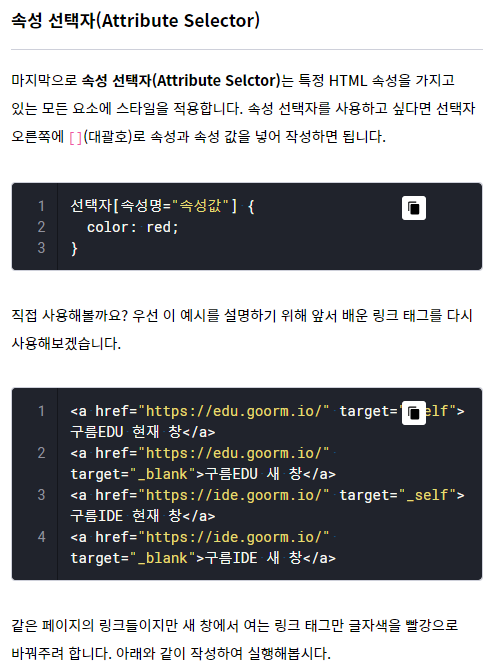 속성 선택자(Attribute Selector)
마지막으로 속성 선택자(Attribute Selctor)는 특정 HTML 속성을 가지고
있는 모든 요소에 스타일을 적용합니다. 속성 선택자를 사용하고 싶다면 선택자
오른쪽에 [](대괄호)로 속성과 속성 값을 넣어 작성하면 됩니다.
1 선택자[속성명="속성값"] {
2 color: red;
3 }
직접 사용해볼까요? 우선 이 예시를 설명하기 위해 앞서 배운 링크 태그를 다시
사용해보겠습니다.
1 <a href="https://edu.goorm.io/" target="elf">
구름EDU 현재 창</a>
2 <a href="https://edu.goorm.io/"
target="_blank">구름EDU 새 창</a>
3 <a href="https://ide.goorm.io/" target="_self">
구름IDE 현재 창</a>
4 <a href="https://ide.goorm.io/"
target="_blank">구름IDE 새 창</a>
같은 페이지의 링크들이지만 새 창에서 여는 링크 태그만 글자색을 빨강으로
바꿔주려 합니다. 아래와 같이 작성하여 실행해봅시다.